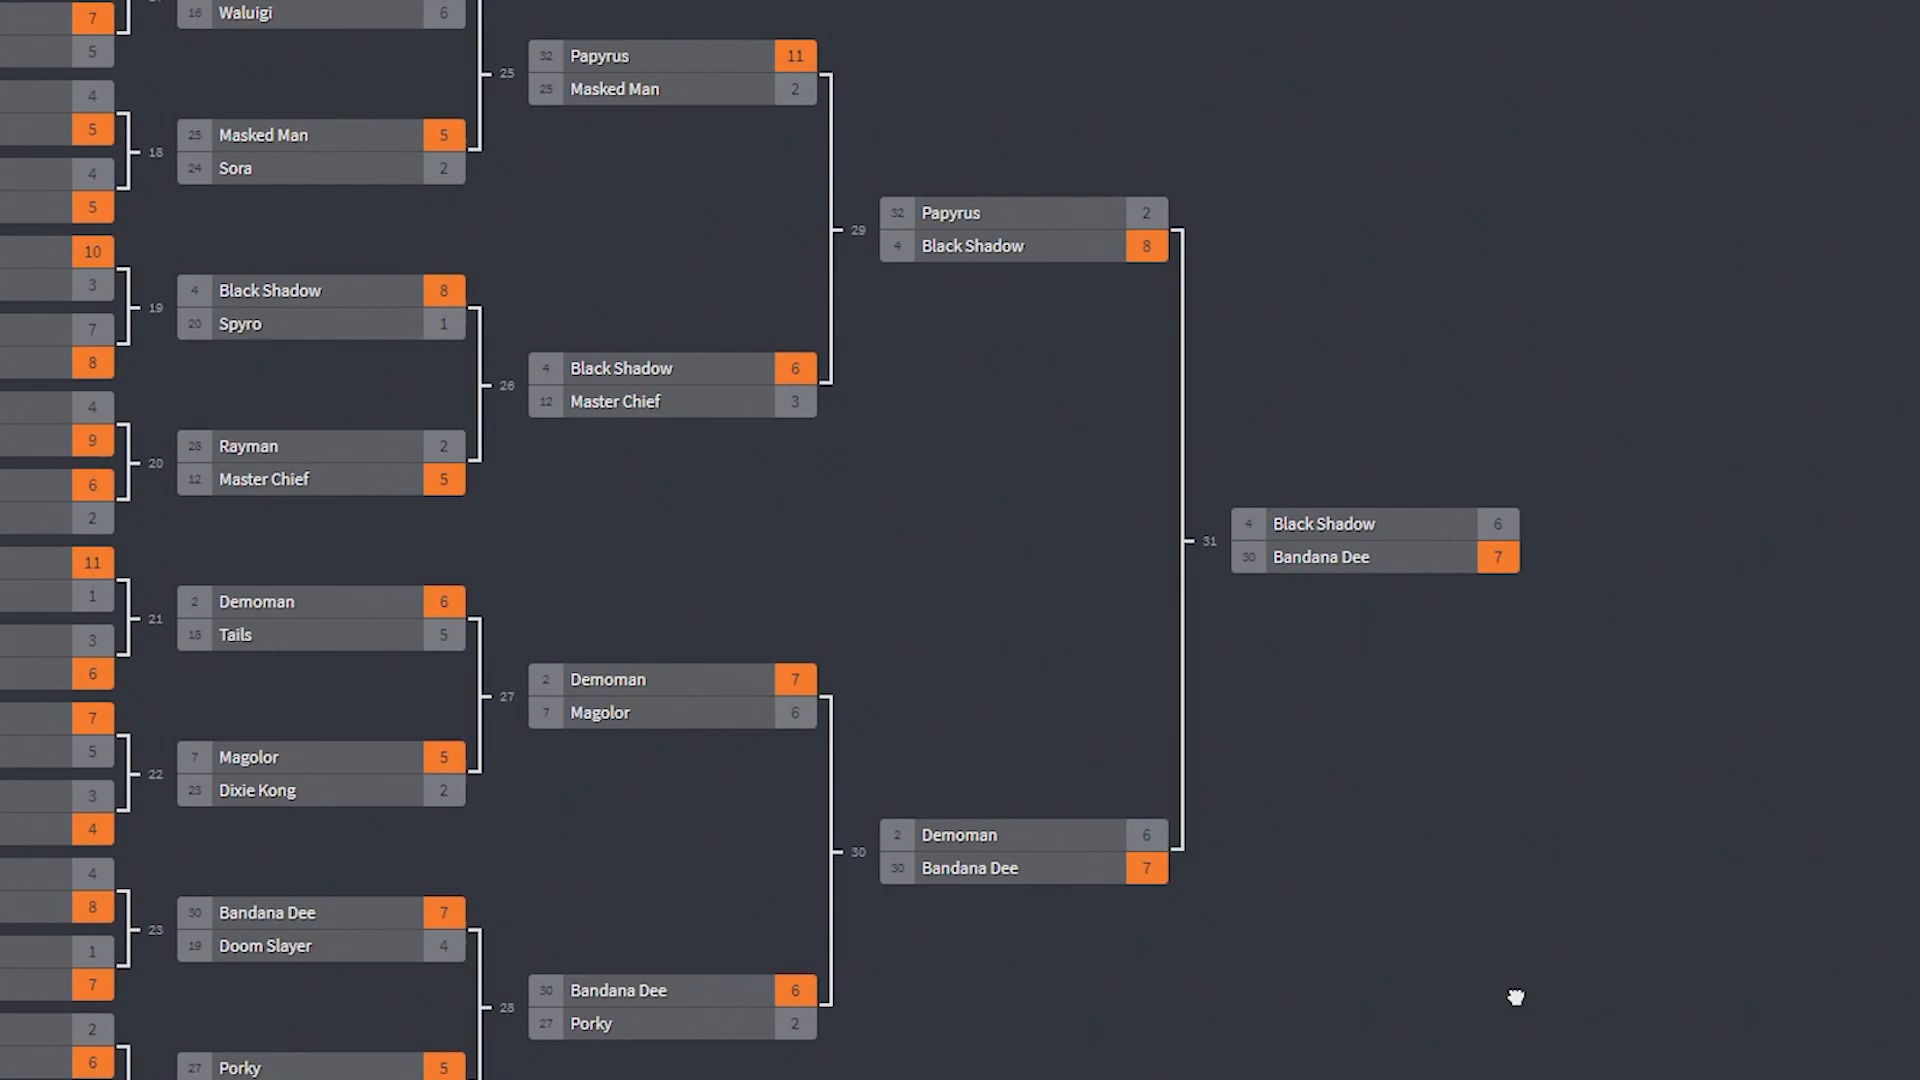 7
5
4
5
4
5
10
3
7
8
4
9
6
2
11
1
3
6
7
5
3
4
4
8
1
7
2
6
16 Waluigi 6
18
25 Masked Man 5
24 Sora 2
19
4 Black Shadow 8
20 Spyro 1
20
28 Rayman 2
12 Master Chief 5
21
2 Demoman 6
18 Tails 5
22
7 Magolor 5
23 Dixie Kong 2
23
30 Bandana Dee 7
19 Doom Slayer 4
27 Porky 5
25
32 Papyrus 11
25 Masked Man 2
26
4 Black Shadow 6
12 Master Chief 3
27
2 Demoman 7
7 Magolor 6
28
30 Bandana Dee 6
27 Porky 2
29
32 Papyrus 2
4 Black Shadow 8
30
2 Demoman 6
30 Bandana Dee 7
31
4 Black Shadow 6
30 Bandana Dee 7